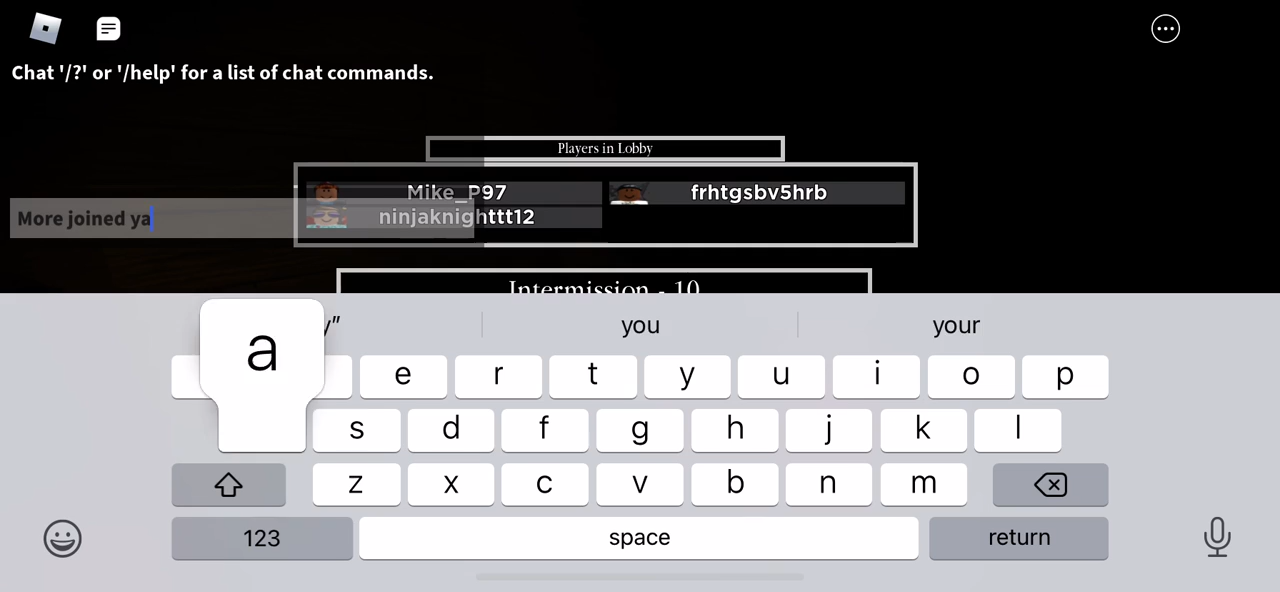 Chat '/?' or '/help' for a list of chat commands.
Players in Lobby
Mike_P97
frhtgsbv5hrb
More joined ya
ninjaknighttt12
Intermission - 10
y”
you
your
a
e
r
t
y
u
i
o
p
s
d
f
g
h
j
k
l
z
x
c
v
b
n
m
123
space
return